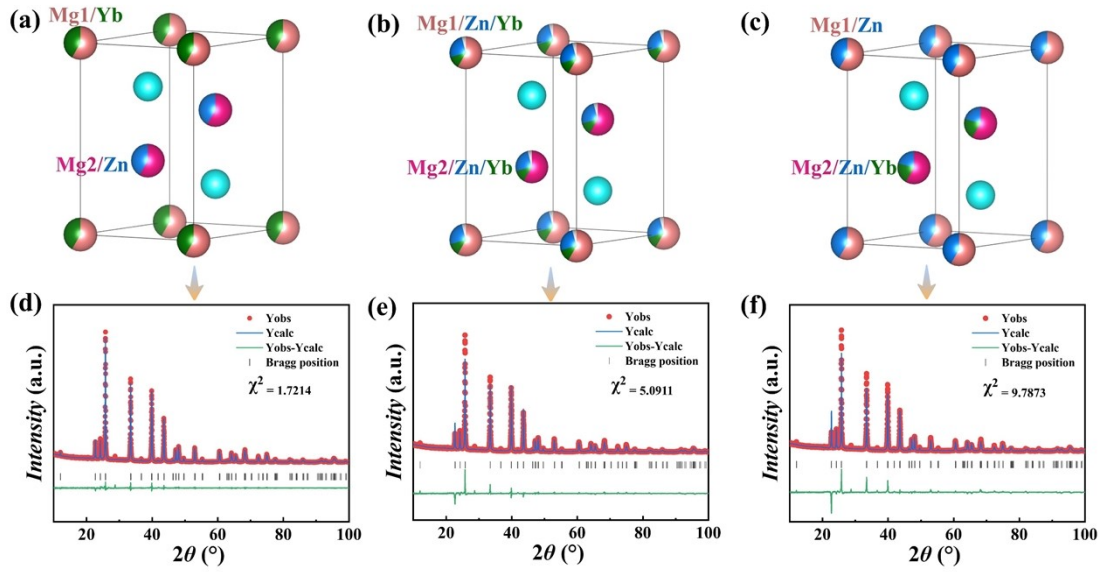 (a)
Mg1/Yb
Mg2/Zn
(b)
Mg1/Zn/Yb
Mg2/Zn/Yb
(c)
Mg1/Zn
Mg2/Zn/Yb
(d)
Intensity (a.u.)
Yobs
Ycalc
Yobs-Ycalc
Bragg position
χ² = 1.7214
20 40 60 80 100
2θ (°)
(e)
Intensity (a.u.)
Yobs
Ycalc
Yobs-Ycalc
Bragg position
χ² = 5.0911
20 40 60 80 100
2θ (°)
(f)
Intensity (a.u.)
Yobs
Ycalc
Yobs-Ycalc
Bragg position
χ² = 9.7873
20 40 60 80 100
2θ (°)